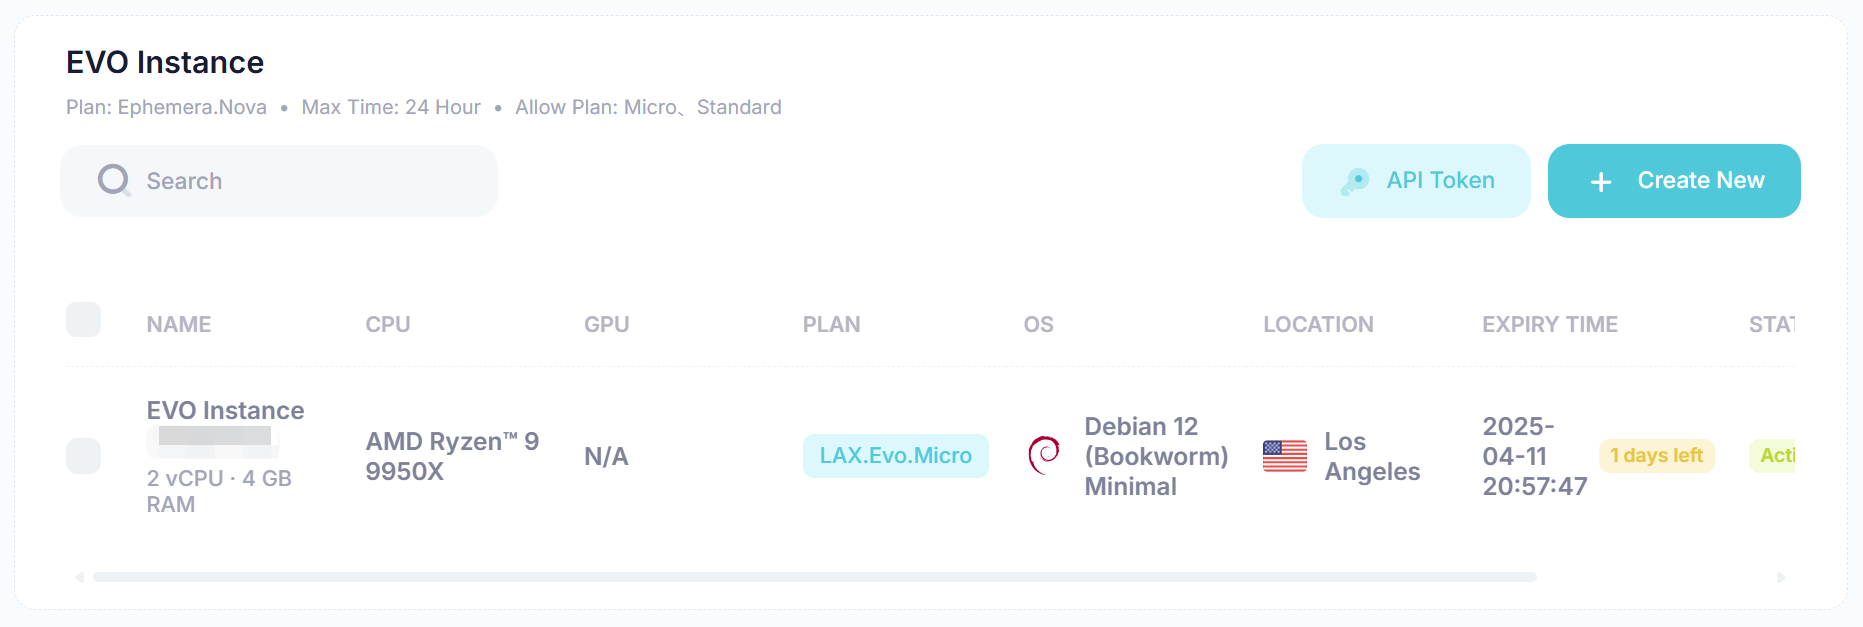 EVO Instance
Plan: Ephemera.Nova • Max Time: 24 Hour • Allow Plan: Micro、Standard
Search
API Token
+ Create New
NAME CPU GPU PLAN OS LOCATION EXPIRY TIME STAT
EVO Instance
2 vCPU · 4 GB
RAM
AMD Ryzen™ 9
9950X
N/A
LAX.Evo.Micro
Debian 12
(Bookworm)
Minimal
Los
Angeles
2025-
04-11
20:57:47
1 days left
Acti